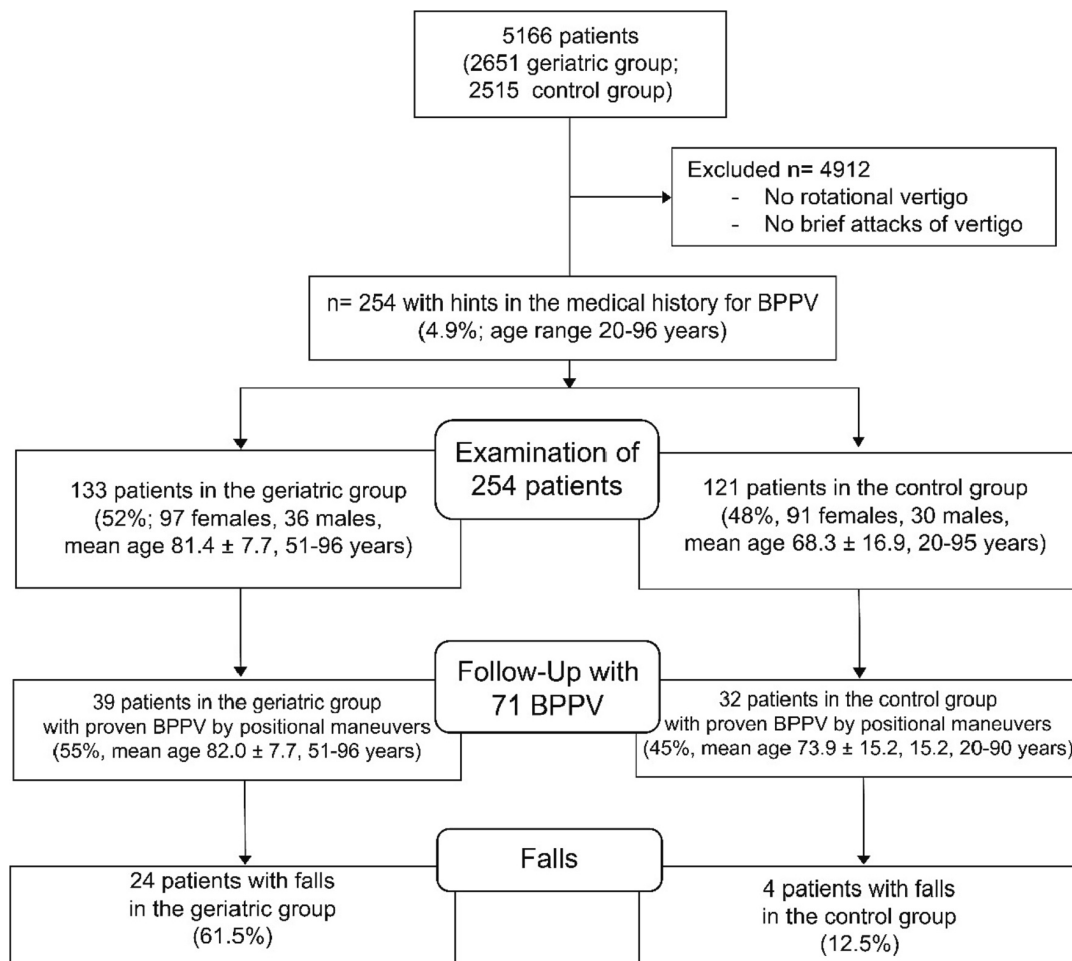 5166 patients
(2651 geriatric group;
2515 control group)
Excluded n= 4912
- No rotational vertigo
- No brief attacks of vertigo
n= 254 with hints in the medical history for BPPV
(4.9%; age range 20-96 years)
Examination of
254 patients
133 patients in the geriatric group
(52%; 97 females, 36 males,
mean age 81.4 ± 7.7, 51-96 years)
121 patients in the control group
(48%, 91 females, 30 males,
mean age 68.3 ± 16.9, 20-95 years)
Follow-Up with
71 BPPV
39 patients in the geriatric group
with proven BPPV by positional maneuvers
(55%, mean age 82.0 ± 7.7, 51-96 years)
32 patients in the control group
with proven BPPV by positional maneuvers
(45%, mean age 73.9 ± 15.2, 15.2, 20-90 years)
Falls
24 patients with falls
in the geriatric group
(61.5%)
4 patients with falls
in the control group
(12.5%)